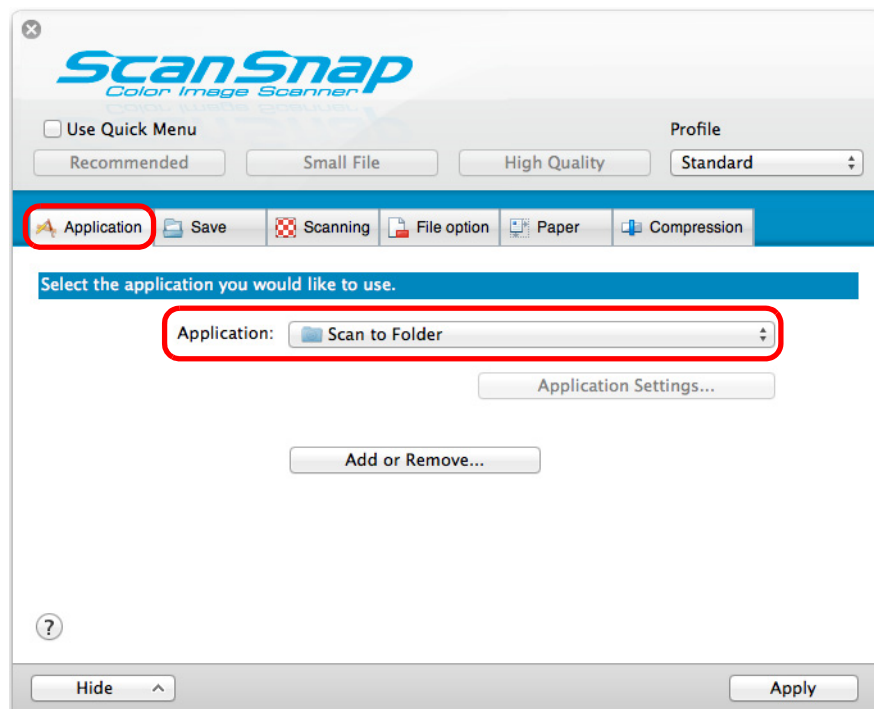 ScanSnap
Color Image Scanner
Use Quick Menu
Profile
Recommended Small File High Quality Standard
Application Save Scanning File option Paper Compression
Select the application you would like to use.
Application: Scan to Folder
Application Settings...
Add or Remove...
?
Hide Apply